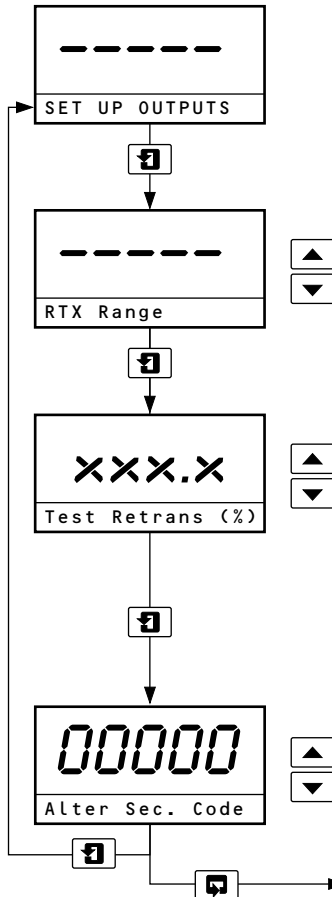 -----
SET UP OUTPUTS
-----
RTX Range
xxx.x
Test Retrans (%)
00000
Alter Sec. Code